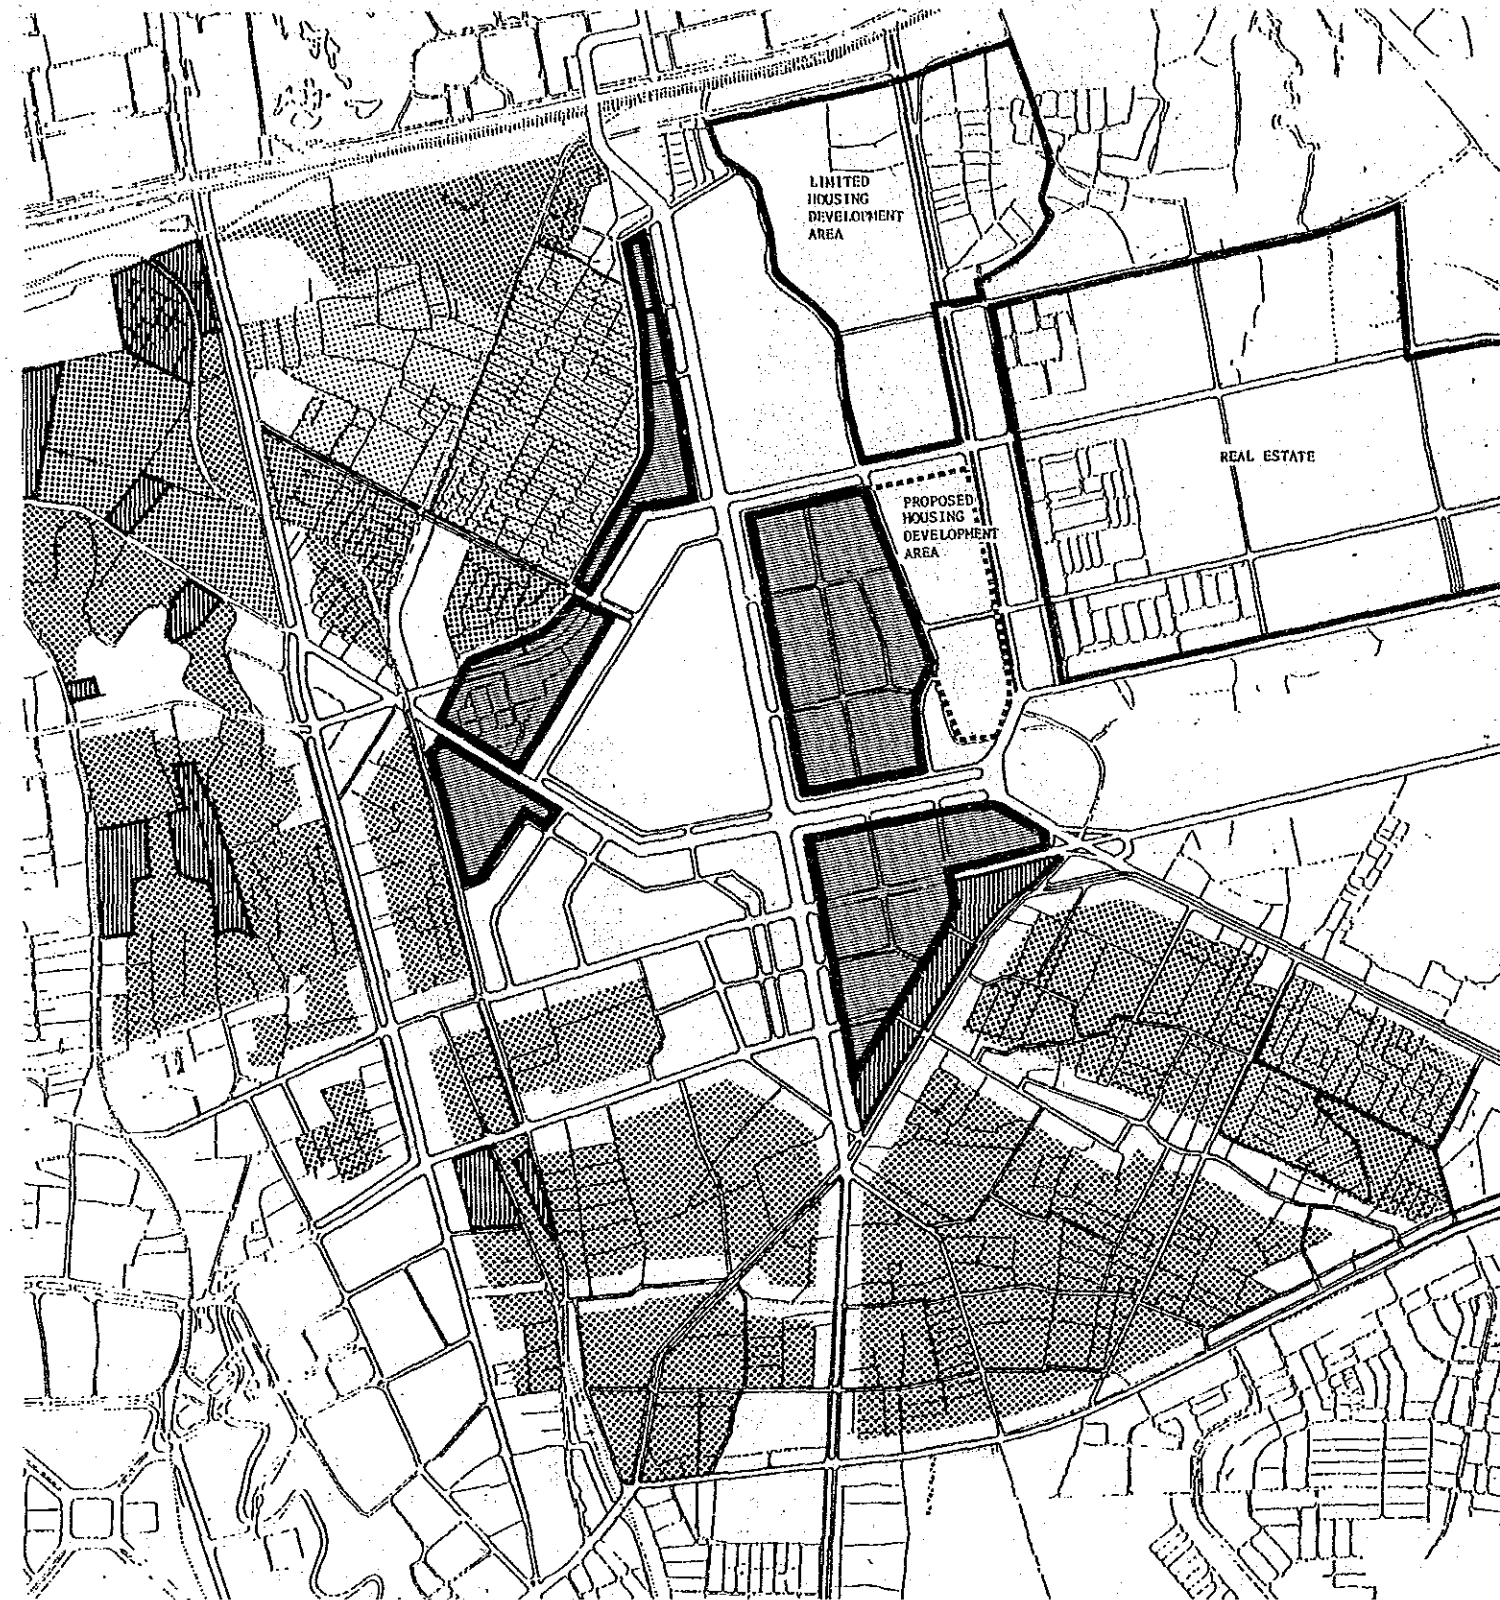 LIMITED
HOUSING
DEVELOPMENT
AREA
REAL ESTATE
PROPOSED
HOUSING
DEVELOPMENT
AREA